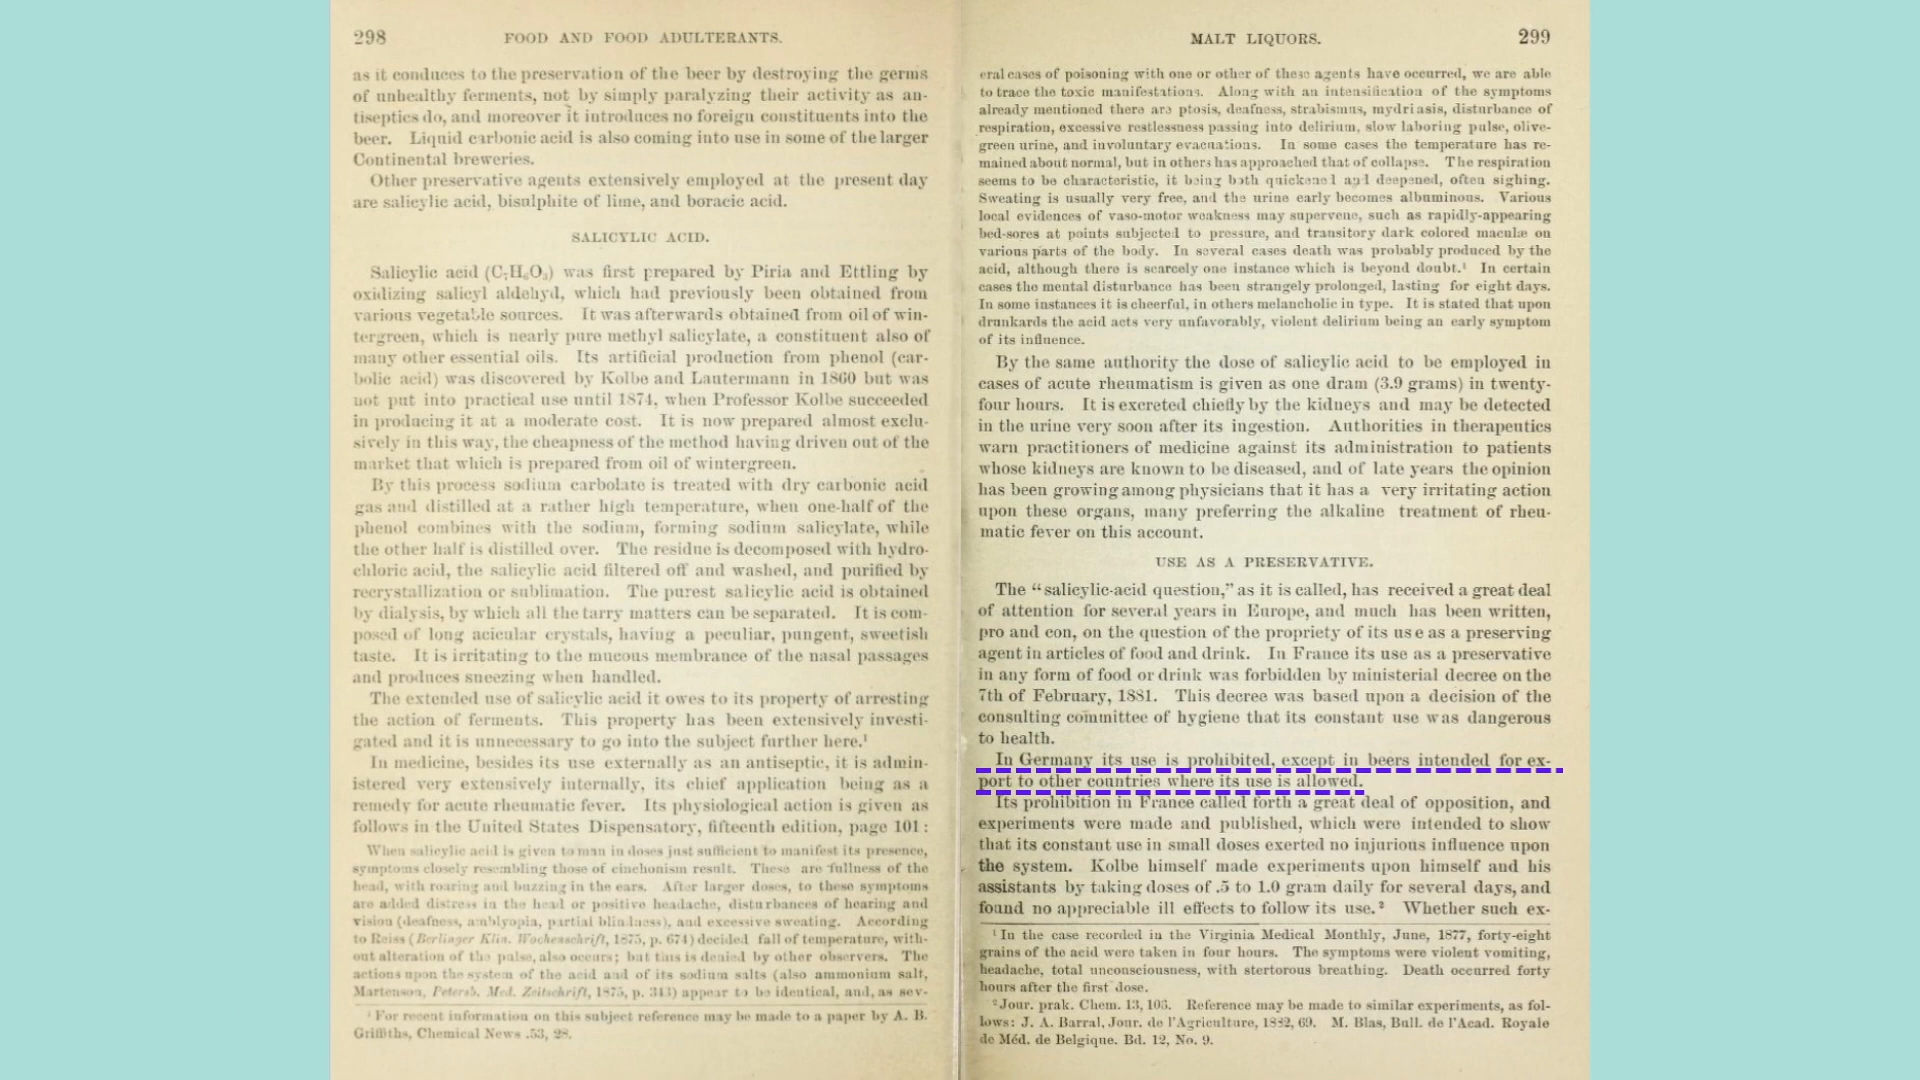 298
FOOD AND FOOD ADULTERANTS.
as it conduces to the preservation of the beer by destroying the germs
of unhealthy ferments, not by simply paralyzing their activity as an-
tiseptics do, and moreover it introduces no foreign constituents into the
beer. Liquid carbonic acid is also coming into use in some of the larger
Continental breweries.
Other preservative agents extensively employed at the present day
are salicylic acid, bisulphite of lime, and boracic acid.
SALICYLIC ACID.
Salicylic acid (C₇H₆O₃) was first prepared by Piria and Ettling by
oxidizing salicyl aldehyd, which had previously been obtained from
various vegetable sources. It was afterwards obtained from oil of win-
tergreen, which is nearly pure methyl salicylate, a constituent also of
many other essential oils. Its artificial production from phenol (car-
bolic acid) was discovered by Kolbe and Lautermann in 1860 but was
not put into practical use until 1874, when Professor Kolbe succeeded
in producing it at a moderate cost. It is now prepared almost exclu-
sively in this way, the cheapness of the method having driven out of the
market that which is prepared from oil of wintergreen.
By this process sodium carbolate is treated with dry carbonic acid
gas and distilled at a rather high temperature, when one-half of the
phenol combines with the sodium, forming sodium salicylate, while
the other half is distilled over. The residue is decomposed with hydro-
chloric acid, the salicylic acid filtered off and washed, and purified by
recrystallization or sublimation. The purest salicylic acid is obtained
by dialysis, by which all the tarry matters can be separated. It is com-
posed of long acicular crystals, having a peculiar, pungent, sweetish
taste. It is irritating to the mucous membrance of the nasal passages
and produces sneezing when handled.
The extended use of salicylic acid it owes to its property of arresting
the action of ferments. This property has been extensively investi-
gated and it is unnecessary to go into the subject further here.¹
In medicine, besides its use externally as an antiseptic, it is admin-
istered very extensively internally, its chief application being as a
remedy for acute rheumatic fever. Its physiological action is given as
follows in the United States Dispensatory, fifteenth edition, page 101:
When salicylic acid is given to man in doses just sufficient to manifest its presence,
symptoms closely resembling those of cinchonism result. These are fullness of the
head, with roaring and buzzing in the ears. After larger doses, to these symptoms
are added distress in the head or positive headache, disturbances of hearing and
vision (deafness, amblyopia, partial blindness), and excessive sweating. According
to Reiss (Berlinger Klin. Wochenschrift, 1875, p. 674) decided fall of temperature, with-
out alteration of the pulse, also occurs; but this is denied by other observers. The
actions upon the system of the acid and of its sodium salts (also ammonium salt,
Martenson, Petersb. Med. Zeitschrift, 1875, p. 343) appear to be identical, and, as sev-
¹ For recent information on this subject reference may be made to a paper by A. B.
Griffiths, Chemical News .53, 28.
MALT LIQUORS.
299
eral cases of poisoning with one or other of these agents have occurred, we are able
to trace the toxic manifestations. Along with an intensification of the symptoms
already mentioned there are ptosis, deafness, strabismus, mydriasis, disturbance of
respiration, excessive restlessness passing into delirium, slow laboring pulse, olive-
green urine, and involuntary evacuations. In some cases the temperature has re-
mained about normal, but in others has approached that of collapse. The respiration
seems to be characteristic, it being both quickened and deepened, often sighing.
Sweating is usually very free, and the urine early becomes albuminous. Various
local evidences of vaso-motor weakness may supervene, such as rapidly-appearing
bed-sores at points subjected to pressure, and transitory dark colored maculæ on
various parts of the body. In several cases death was probably produced by the
acid, although there is scarcely one instance which is beyond doubt.¹ In certain
cases the mental disturbance has been strangely prolonged, lasting for eight days.
In some instances it is cheerful, in others melancholic in type. It is stated that upon
drunkards the acid acts very unfavorably, violent delirium being an early symptom
of its influence.
By the same authority the dose of salicylic acid to be employed in
cases of acute rheumatism is given as one dram (3.9 grams) in twenty-
four hours. It is excreted chiefly by the kidneys and may be detected
in the urine very soon after its ingestion. Authorities in therapeutics
warn practitioners of medicine against its administration to patients
whose kidneys are known to be diseased, and of late years the opinion
has been growing among physicians that it has a very irritating action
upon these organs, many preferring the alkaline treatment of rheu-
matic fever on this account.
USE AS A PRESERVATIVE.
The "salicylic-acid question," as it is called, has received a great deal
of attention for several years in Europe, and much has been written,
pro and con, on the question of the propriety of its use as a preserving
agent in articles of food and drink. In France its use as a preservative
in any form of food or drink was forbidden by ministerial decree on the
7th of February, 1881. This decree was based upon a decision of the
consulting committee of hygiene that its constant use was dangerous
to health.
In Germany its use is prohibited, except in beers intended for ex-
port to other countries where its use is allowed.
Its prohibition in France called forth a great deal of opposition, and
experiments were made and published, which were intended to show
that its constant use in small doses exerted no injurious influence upon
the system. Kolbe himself made experiments upon himself and his
assistants by taking doses of .5 to 1.0 gram daily for several days, and
found no appreciable ill effects to follow its use.² Whether such ex-
¹ In the case recorded in the Virginia Medical Monthly, June, 1877, forty-eight
grains of the acid were taken in four hours. The symptoms were violent vomiting,
headache, total unconsciousness, with stertorous breathing. Death occurred forty
hours after the first dose.
² Jour. prak. Chem. 13, 103. Reference may be made to similar experiments, as fol-
lows: J. A. Barral, Jour. de l'Agriculture, 1882, 69. M. Blas, Bull. de l'Acad. Royale
de Méd. de Belgique. Bd. 12, No. 9.